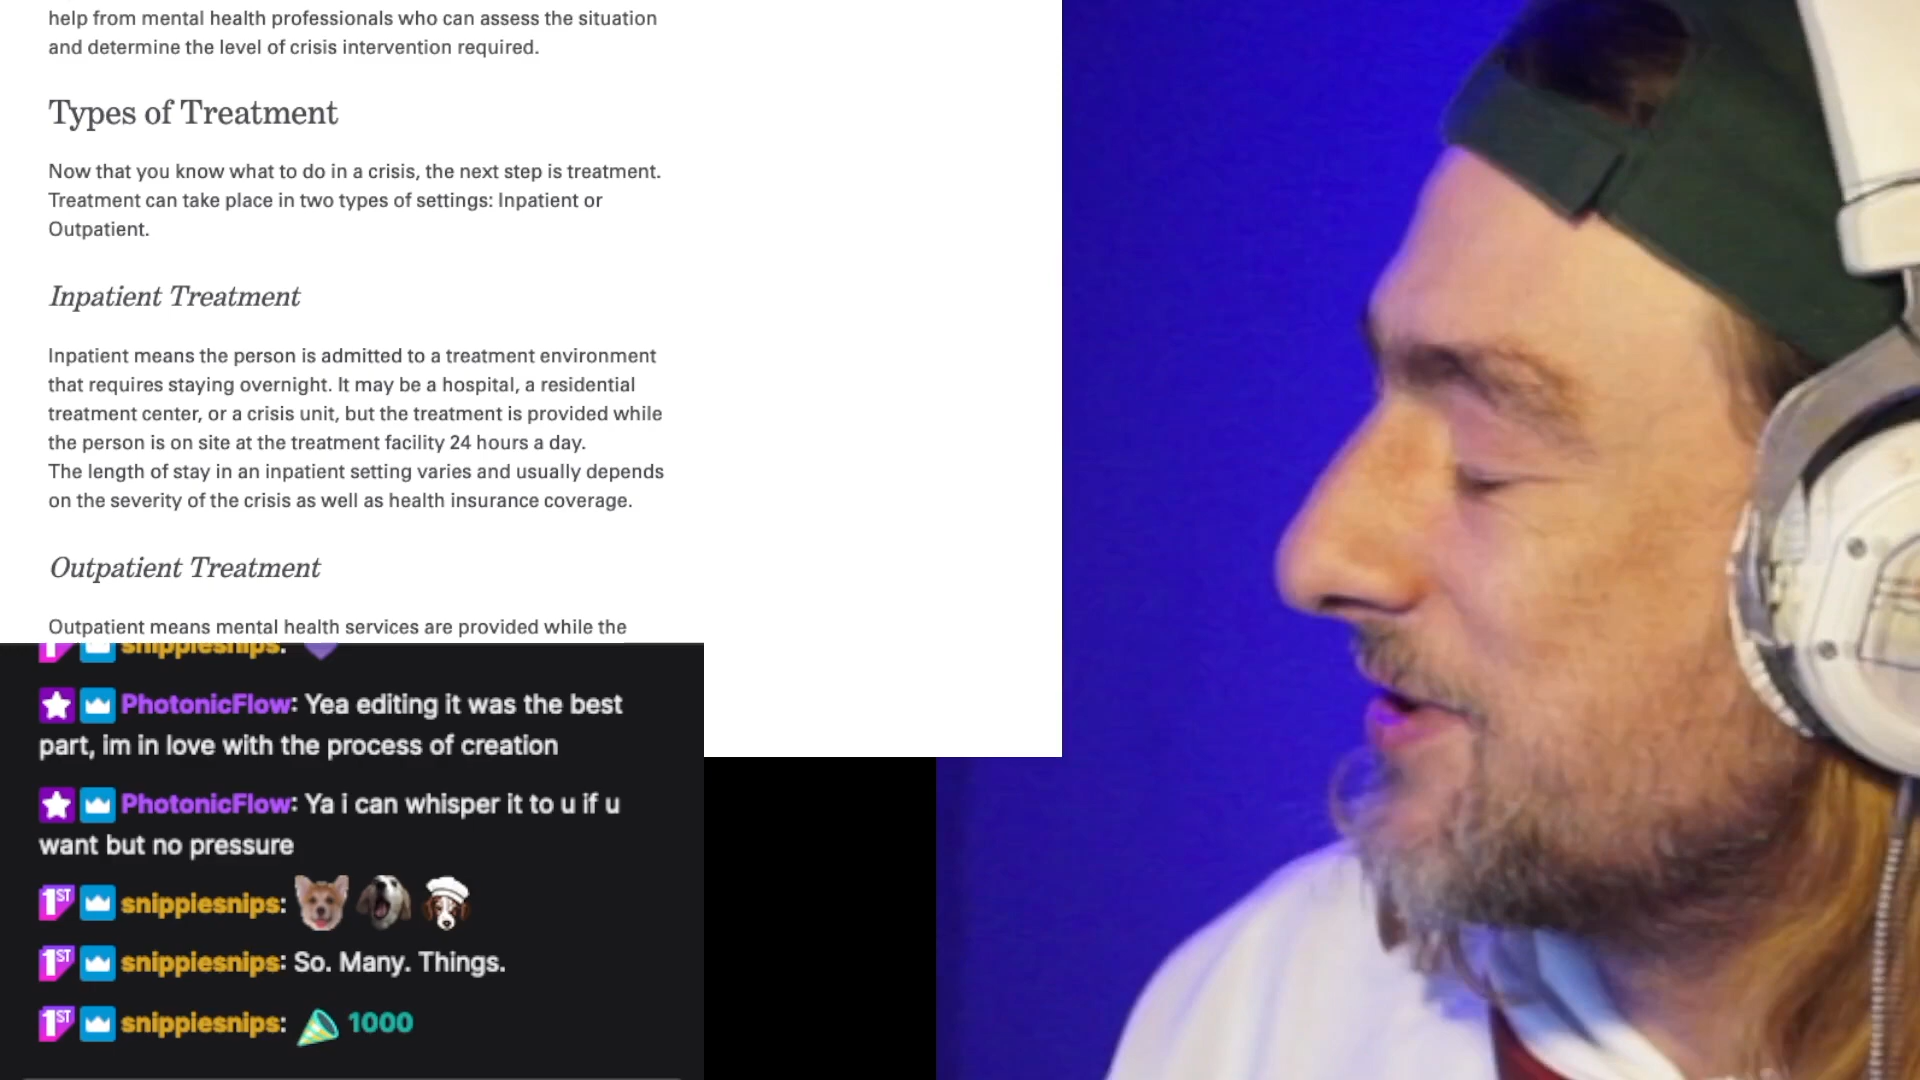 help from mental health professionals who can assess the situation
and determine the level of crisis intervention required.
Types of Treatment
Now that you know what to do in a crisis, the next step is treatment.
Treatment can take place in two types of settings: Inpatient or
Outpatient.
Inpatient Treatment
Inpatient means the person is admitted to a treatment environment
that requires staying overnight. It may be a hospital, a residential
treatment center, or a crisis unit, but the treatment is provided while
the person is on site at the treatment facility 24 hours a day.
The length of stay in an inpatient setting varies and usually depends
on the severity of the crisis as well as health insurance coverage.
Outpatient Treatment
Outpatient means mental health services are provided while the
snippiesnips:
PhotonicFlow: Yea editing it was the best
part, im in love with the process of creation
PhotonicFlow: Ya i can whisper it to u if u
want but no pressure
1ST snippiesnips:
1ST snippiesnips: So. Many. Things.
1ST snippiesnips: 1000